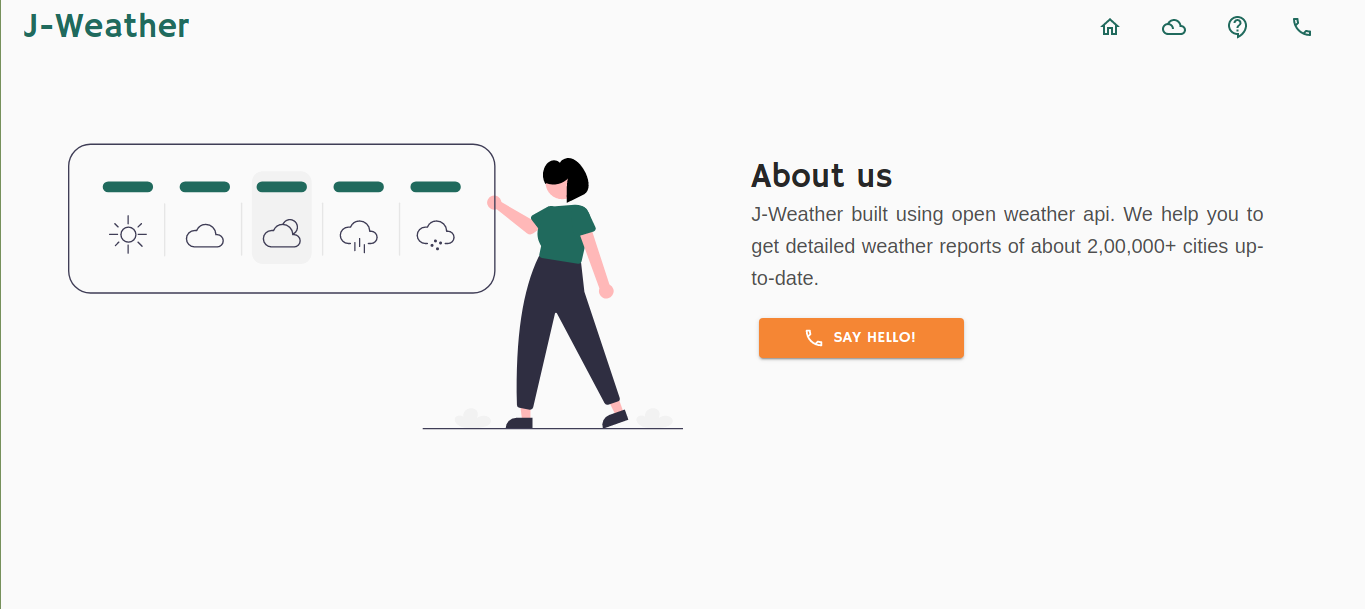 J-Weather
About us
J-Weather built using open weather api. We help you to
get detailed weather reports of about 2,00,000+ cities up-
to-date.
SAY HELLO!